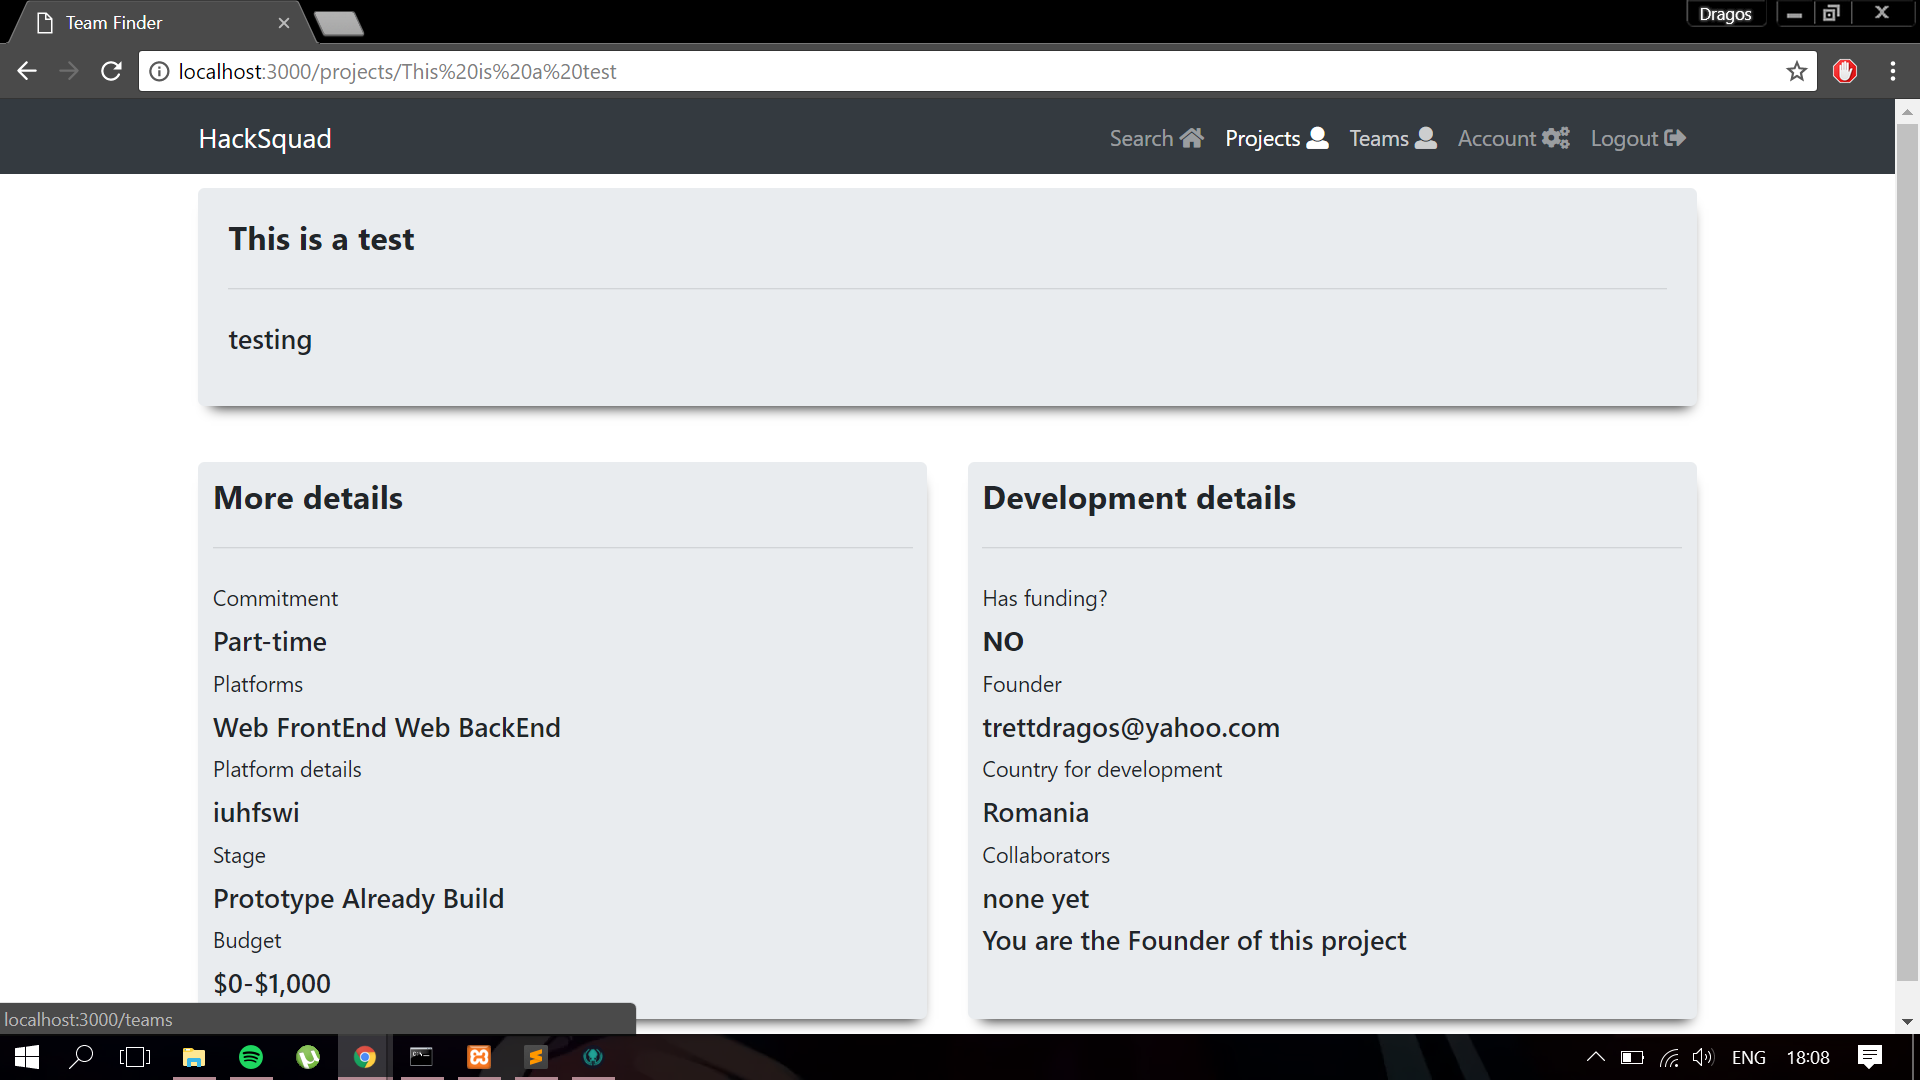 Team Finder
Dragos
localhost:3000/projects/This%20is%20a%20test
HackSquad
Search
Projects
Teams
Account
Logout
This is a test
testing
More details
Commitment
Part-time
Platforms
Web FrontEnd Web BackEnd
Platform details
iuhfswi
Stage
Prototype Already Build
Budget
$0-$1,000
Development details
Has funding?
NO
Founder
trettdragos@yahoo.com
Country for development
Romania
Collaborators
none yet
You are the Founder of this project
localhost:3000/teams
ENG
18:08